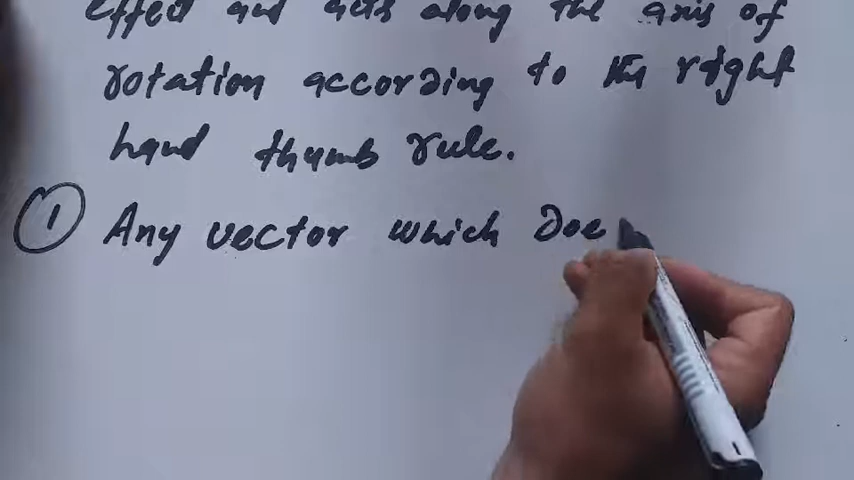 effect and acts along the axis of
rotation according to the right
hand thumb rule.
① Any vector which Doe